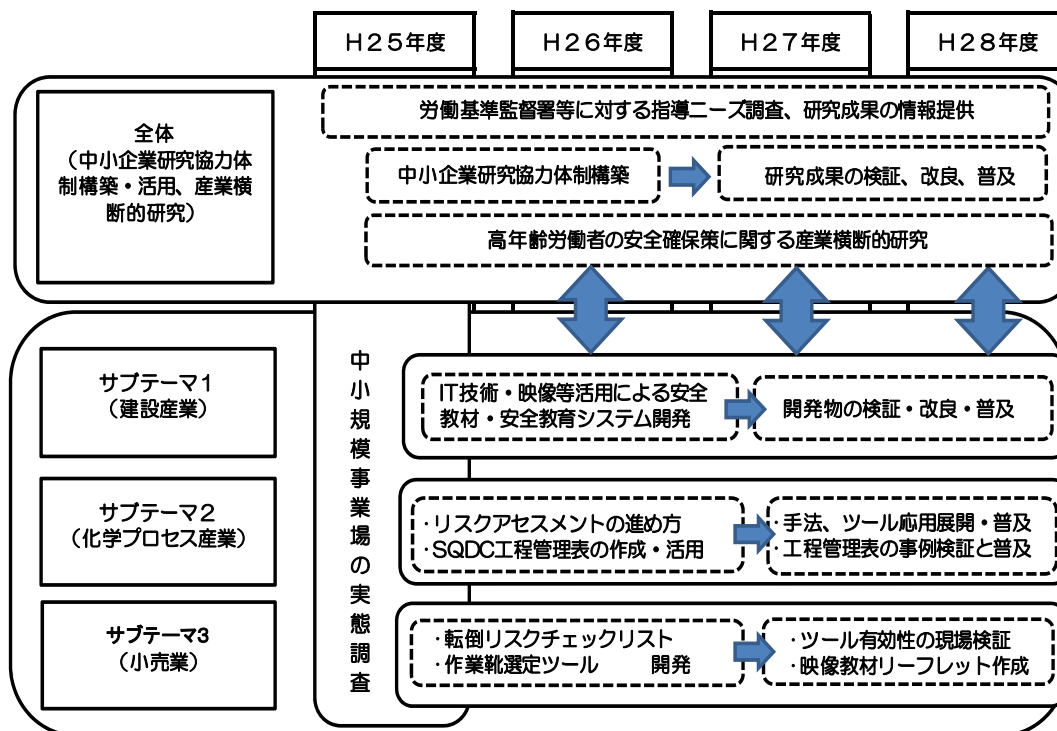 H25年度
H26年度
H27年度
H28年度
全体
（中小企業研究協力体
制構築・活用、産業横
断的研究）
労働基準監督署等に対する指導ニーズ調査、研究成果の情報提供
中小企業研究協力体制構築
研究成果の検証、改良、普及
高年齢労働者の安全確保策に関する産業横断的研究
中小規模事業場の実態調査
サブテーマ1
（建設産業）
IT技術・映像等活用による安全
教材・安全教育システム開発
開発物の検証・改良・普及
サブテーマ2
（化学プロセス産業）
・リスクアセスメントの進め方
・SQDC工程管理表の作成・活用
・手法、ツール応用展開・普及
・工程管理表の事例検証と普及
サブテーマ3
（小売業）
・転倒リスクチェックリスト
・作業靴選定ツール　　開発
・ツール有効性の現場検証
・映像教材リーフレット作成